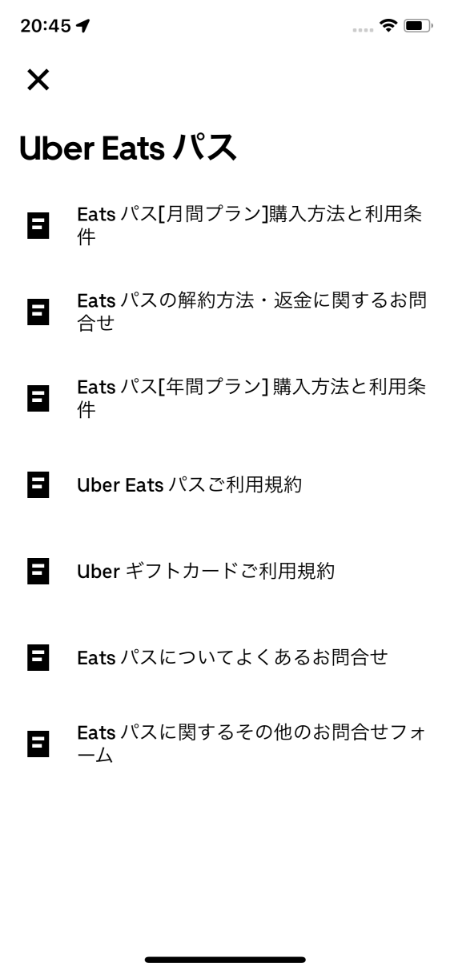 20:45
Uber Eats パス
Eats パス[月間プラン]購入方法と利用条
件
Eats パスの解約方法・返金に関するお問
合せ
Eats パス[年間プラン] 購入方法と利用条
件
Uber Eats パスご利用規約
Uber ギフトカードご利用規約
Eats パスについてよくあるお問合せ
Eats パスに関するその他のお問合せフォ
ーム